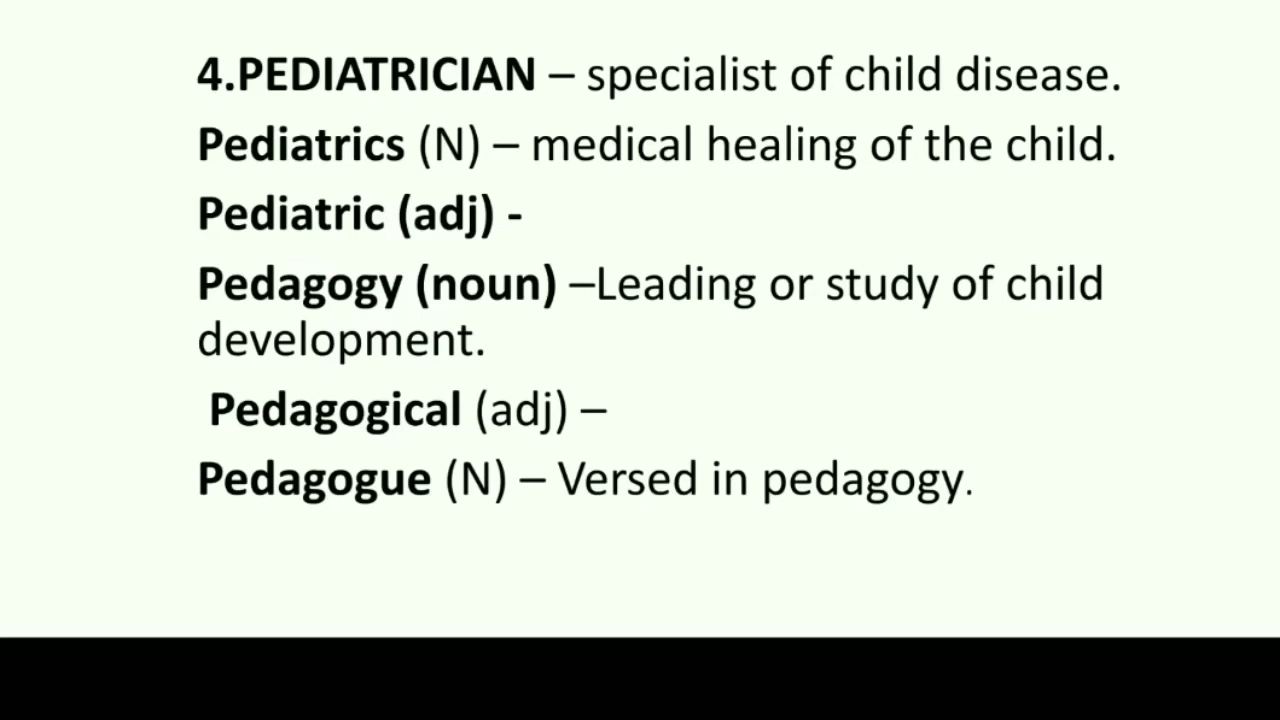 4.PEDIATRICIAN – specialist of child disease.
Pediatrics (N) – medical healing of the child.
Pediatric (adj) -
Pedagogy (noun) –Leading or study of child
development.
Pedagogical (adj) –
Pedagogue (N) – Versed in pedagogy.